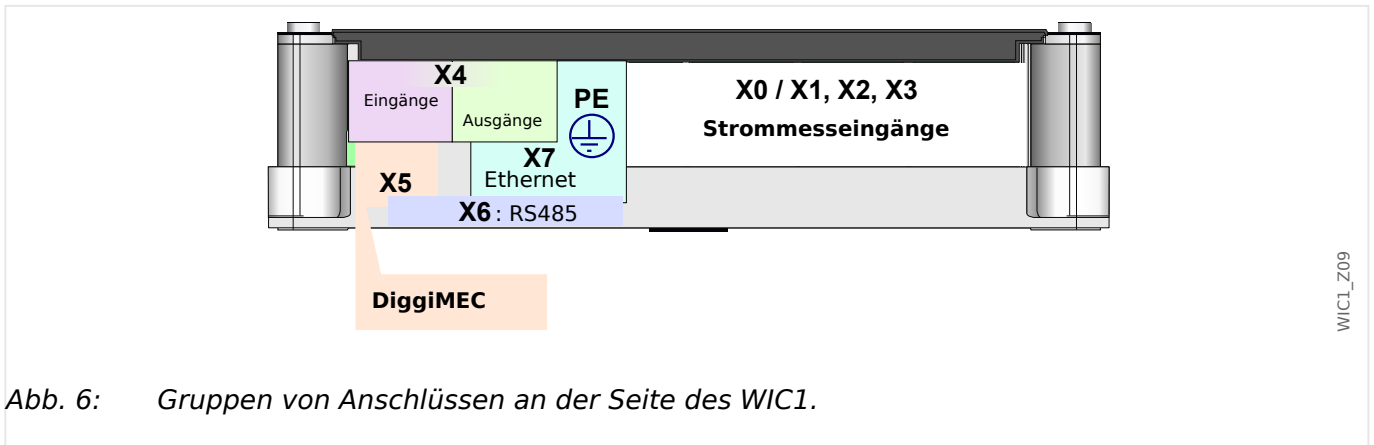 X4
Eingänge
Ausgänge
PE
X0 / X1, X2, X3
Strommesseingänge
X7
Ethernet
X5
X6 : RS485
DiggiMEC
WIC1_Z09
Abb. 6: Gruppen von Anschlüssen an der Seite des WIC1.